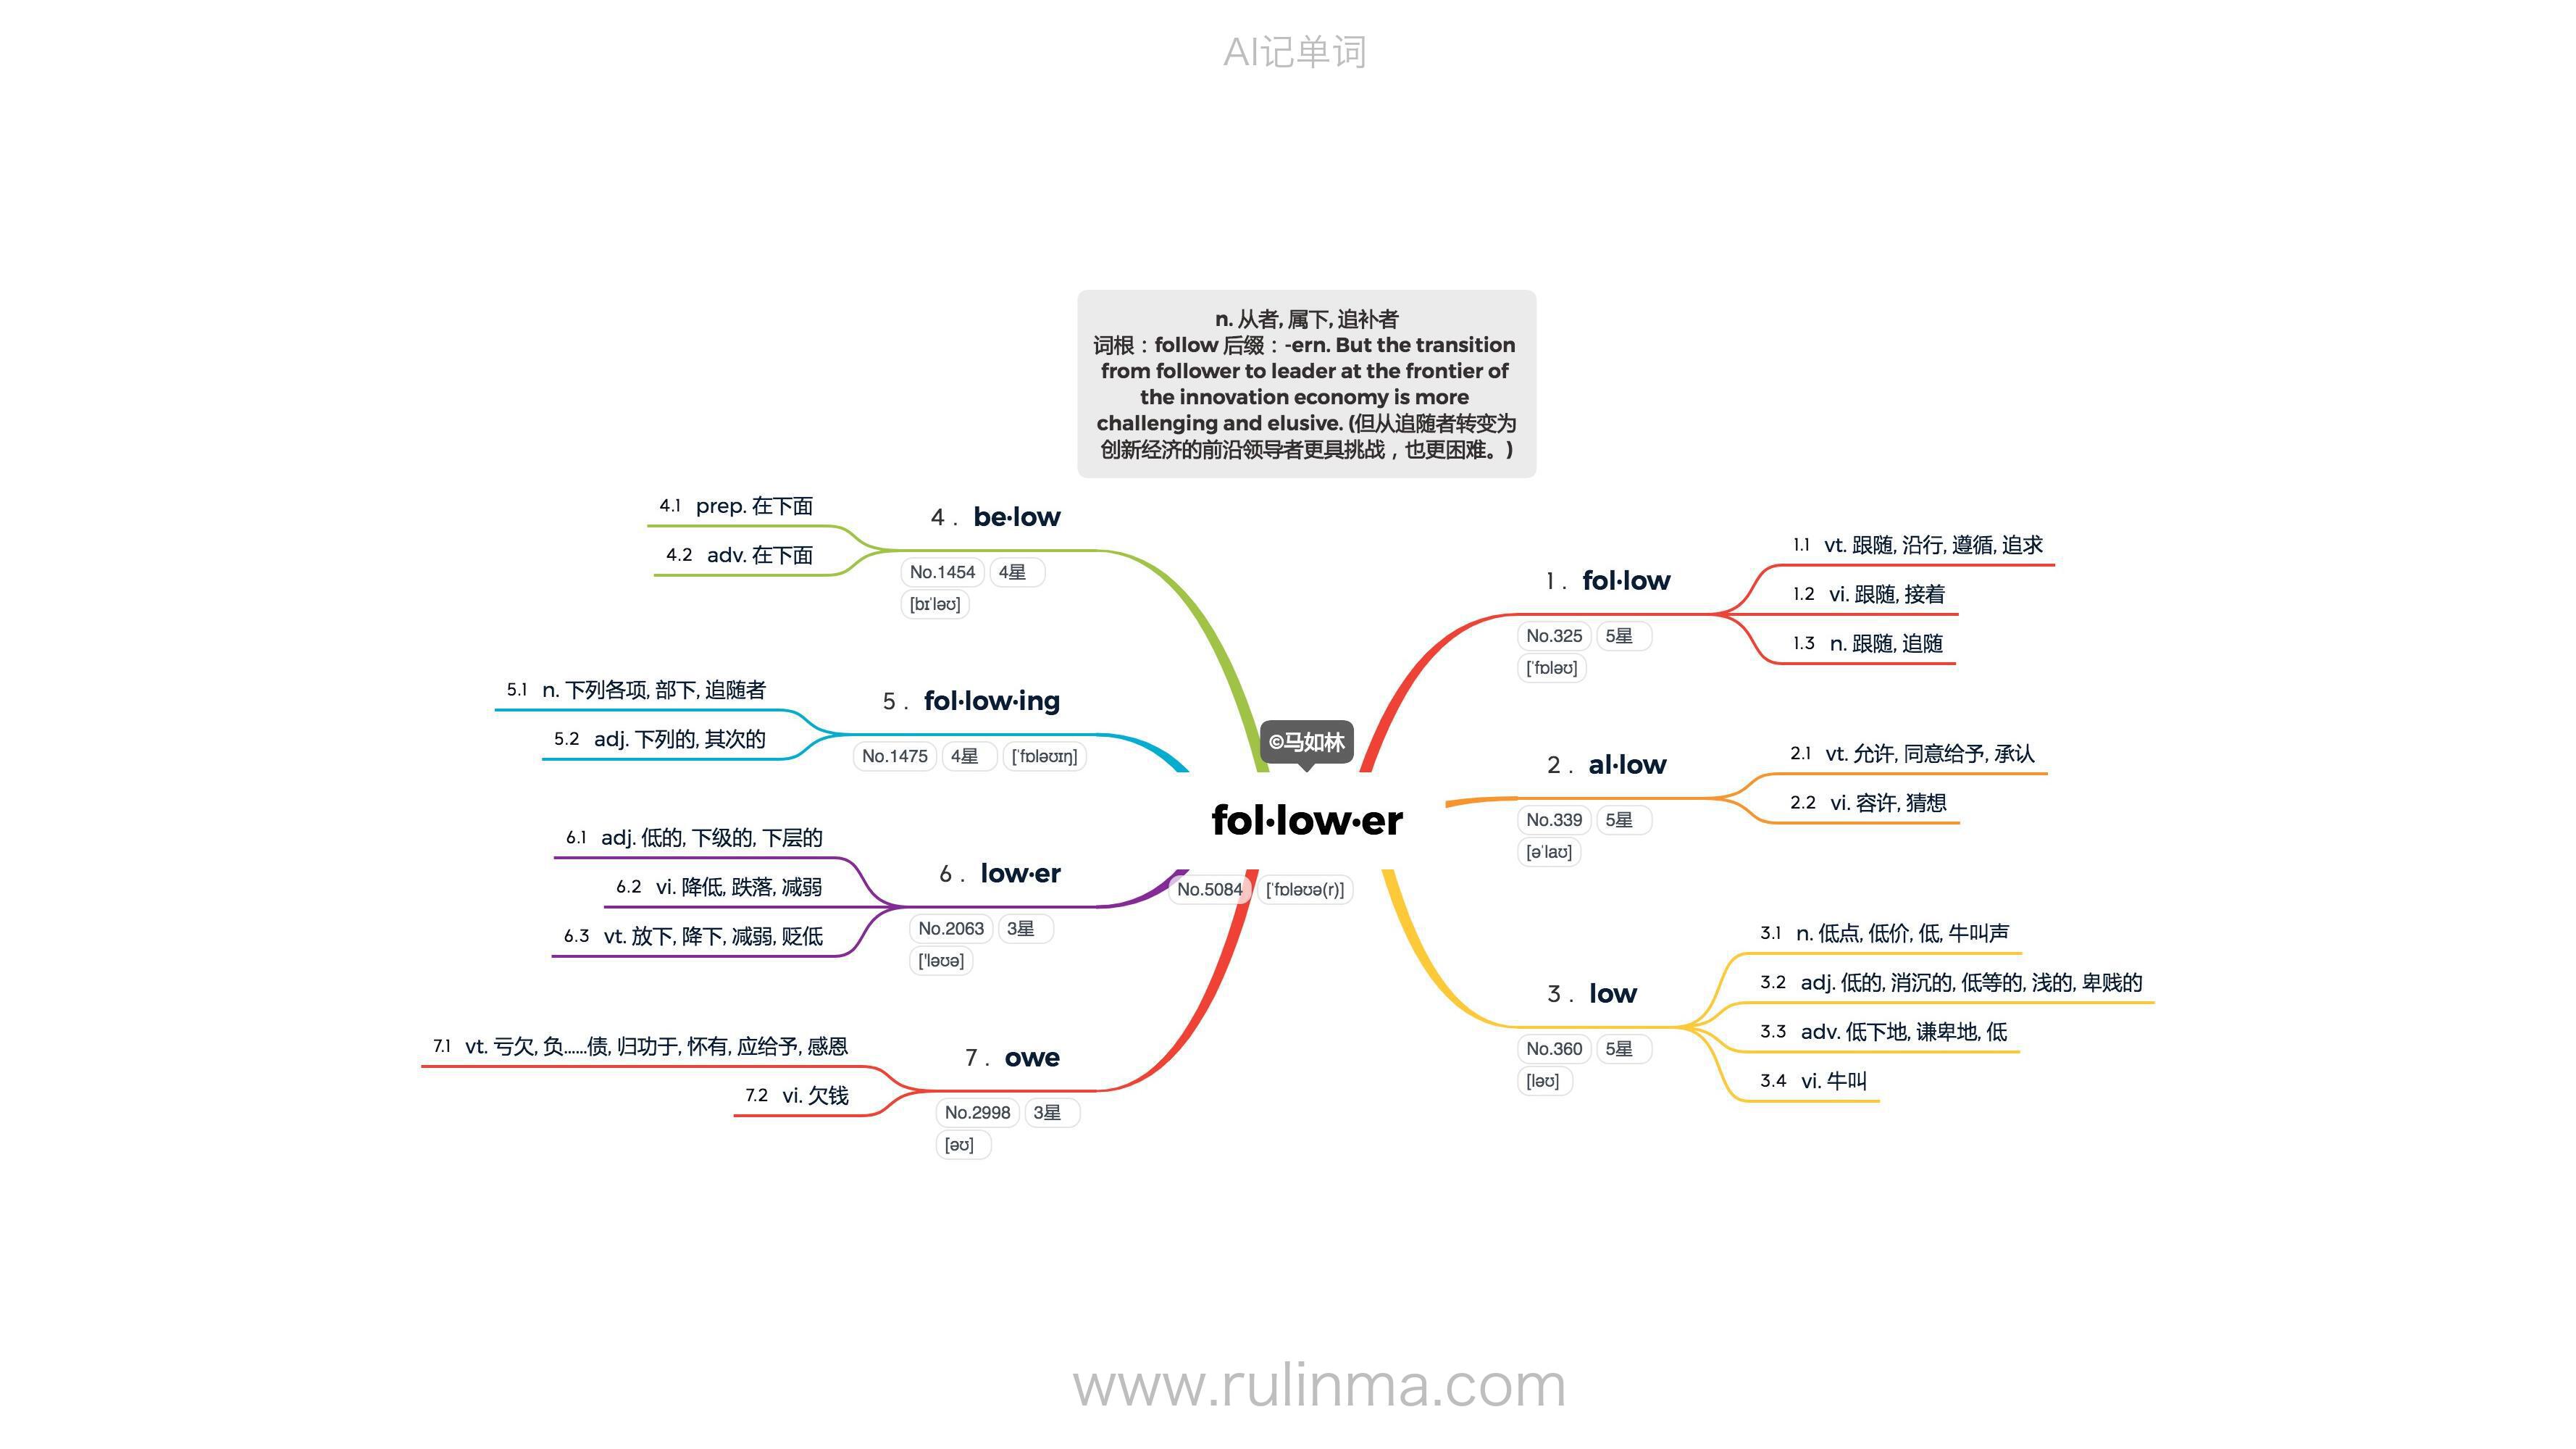 AI记单词
n. 从者, 属下, 追补者
词根：follow 后缀：-ern. But the transition
from follower to leader at the frontier of
the innovation economy is more
challenging and elusive. (但从追随者转变为
创新经济的前沿领导者更具挑战，也更困难。)
©马如林
fol·low·er
No.5084 [ˈfɒləʊə(r)]
1. fol·low
No.325 5星
[ˈfɒləʊ]
1.1 vt. 跟随, 沿行, 遵循, 追求
1.2 vi. 跟随, 接着
1.3 n. 跟随, 追随
2. al·low
No.339 5星
[əˈlaʊ]
2.1 vt. 允许, 同意给予, 承认
2.2 vi. 容许, 猜想
3. low
No.360 5星
[ləʊ]
3.1 n. 低点, 低价, 低, 牛叫声
3.2 adj. 低的, 消沉的, 低等的, 浅的, 卑贱的
3.3 adv. 低下地, 谦卑地, 低
3.4 vi. 牛叫
4. be·low
No.1454 4星
[bɪˈləʊ]
4.1 prep. 在下面
4.2 adv. 在下面
5. fol·low·ing
No.1475 4星 [ˈfɒləʊɪŋ]
5.1 n. 下列各项, 部下, 追随者
5.2 adj. 下列的, 其次的
6. low·er
No.2063 3星
[ˈləʊə]
6.1 adj. 低的, 下级的, 下层的
6.2 vi. 降低, 跌落, 减弱
6.3 vt. 放下, 降下, 减弱, 贬低
7. owe
No.2998 3星
[əʊ]
7.1 vt. 亏欠, 负……债, 归功于, 怀有, 应给予, 感恩
7.2 vi. 欠钱
www.rulinma.com